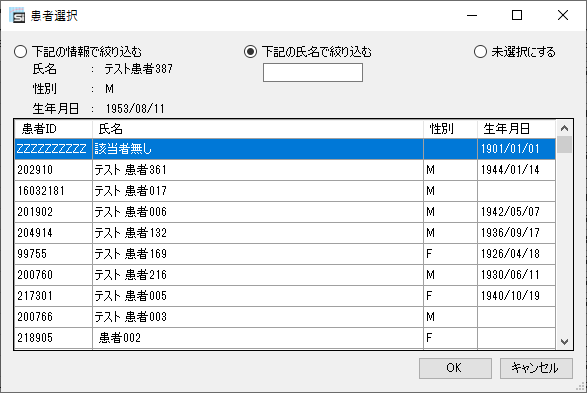 患者選択
下記の情報で絞り込む 下記の氏名で絞り込む 未選択にする
氏名 : テスト患者387
性別 : M
生年月日 : 1953/08/11
患者ID 氏名 性別 生年月日
ZZZZZZZZZZ 該当者無し 1901/01/01
202910 テスト 患者361 M 1944/01/14
16032181 テスト 患者017 M
201902 テスト 患者006 M 1942/05/07
204914 テスト 患者132 M 1936/09/17
99755 テスト 患者169 F 1926/04/18
200760 テスト 患者216 M 1930/06/11
217301 テスト 患者005 F 1940/10/19
200766 テスト 患者003 M
218905 患者002 F
OK キャンセル